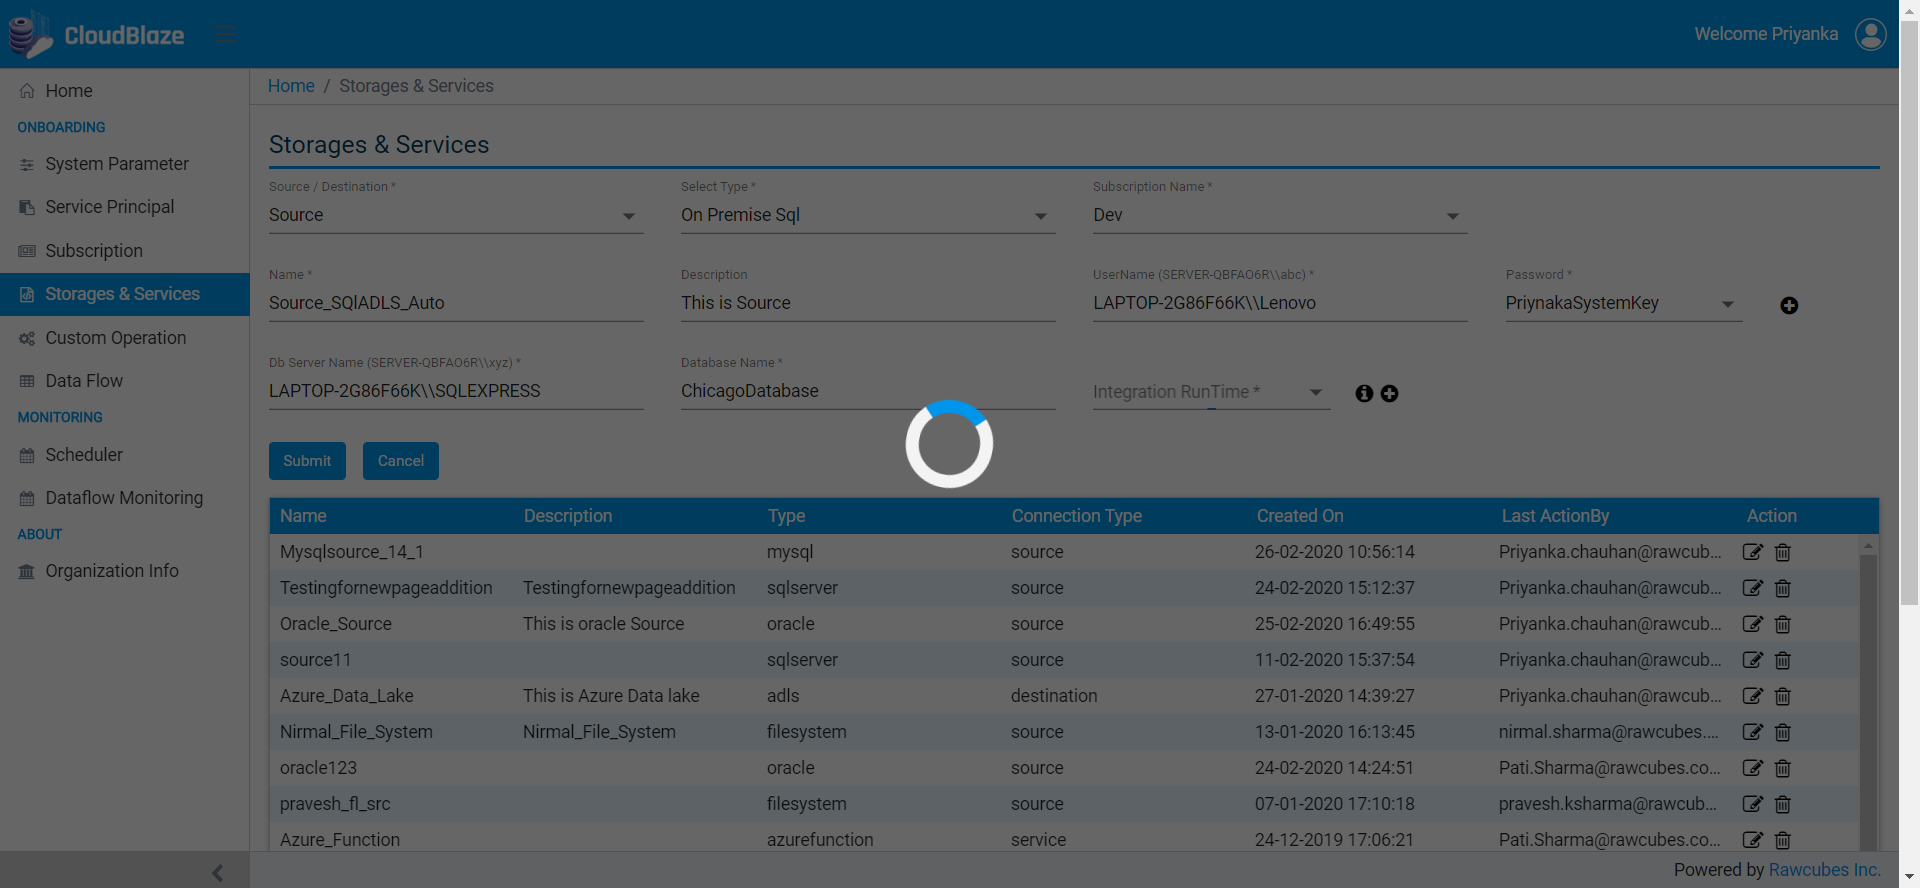 CloudBlaze
Welcome Priyanka
Home
ONBOARDING
System Parameter
Service Principal
Subscription
Storages & Services
Custom Operation
Data Flow
MONITORING
Scheduler
Dataflow Monitoring
ABOUT
Organization Info
Home / Storages & Services
Storages & Services
Source / Destination * Select Type * Subscription Name *
Source On Premise Sql Dev
Name * Description UserName (SERVER-QBFAO6R\\abc) * Password *
Source_SQlADLS_Auto This is Source LAPTOP-2G86F66K\\Lenovo PriynakaSystemKey
Db Server Name (SERVER-QBFAO6R\\xyz) * Database Name *
LAPTOP-2G86F66K\\SQLEXPRESS ChicagoDatabase Integration RunTime *
Submit Cancel
Name Description Type Connection Type Created On Last ActionBy Action
Mysqlsource_14_1 mysql source 26-02-2020 10:56:14 Priyanka.chauhan@rawcub...
Testingfornewpageaddition Testingfornewpageaddition sqlserver source 24-02-2020 15:12:37 Priyanka.chauhan@rawcub...
Oracle_Source This is oracle Source oracle source 25-02-2020 16:49:55 Priyanka.chauhan@rawcub...
source11 sqlserver source 11-02-2020 15:37:54 Priyanka.chauhan@rawcub...
Azure_Data_Lake This is Azure Data lake adls destination 27-01-2020 14:39:27 Priyanka.chauhan@rawcub...
Nirmal_File_System Nirmal_File_System filesystem source 13-01-2020 16:13:45 nirmal.sharma@rawcubes....
oracle123 oracle source 24-02-2020 14:24:51 Pati.Sharma@rawcubes.co...
pravesh_fl_src filesystem source 07-01-2020 17:10:18 pravesh.ksharma@rawcub...
Azure_Function azurefunction service 24-12-2019 17:06:21 Pati.Sharma@rawcubes.co...
Powered by Rawcubes Inc.